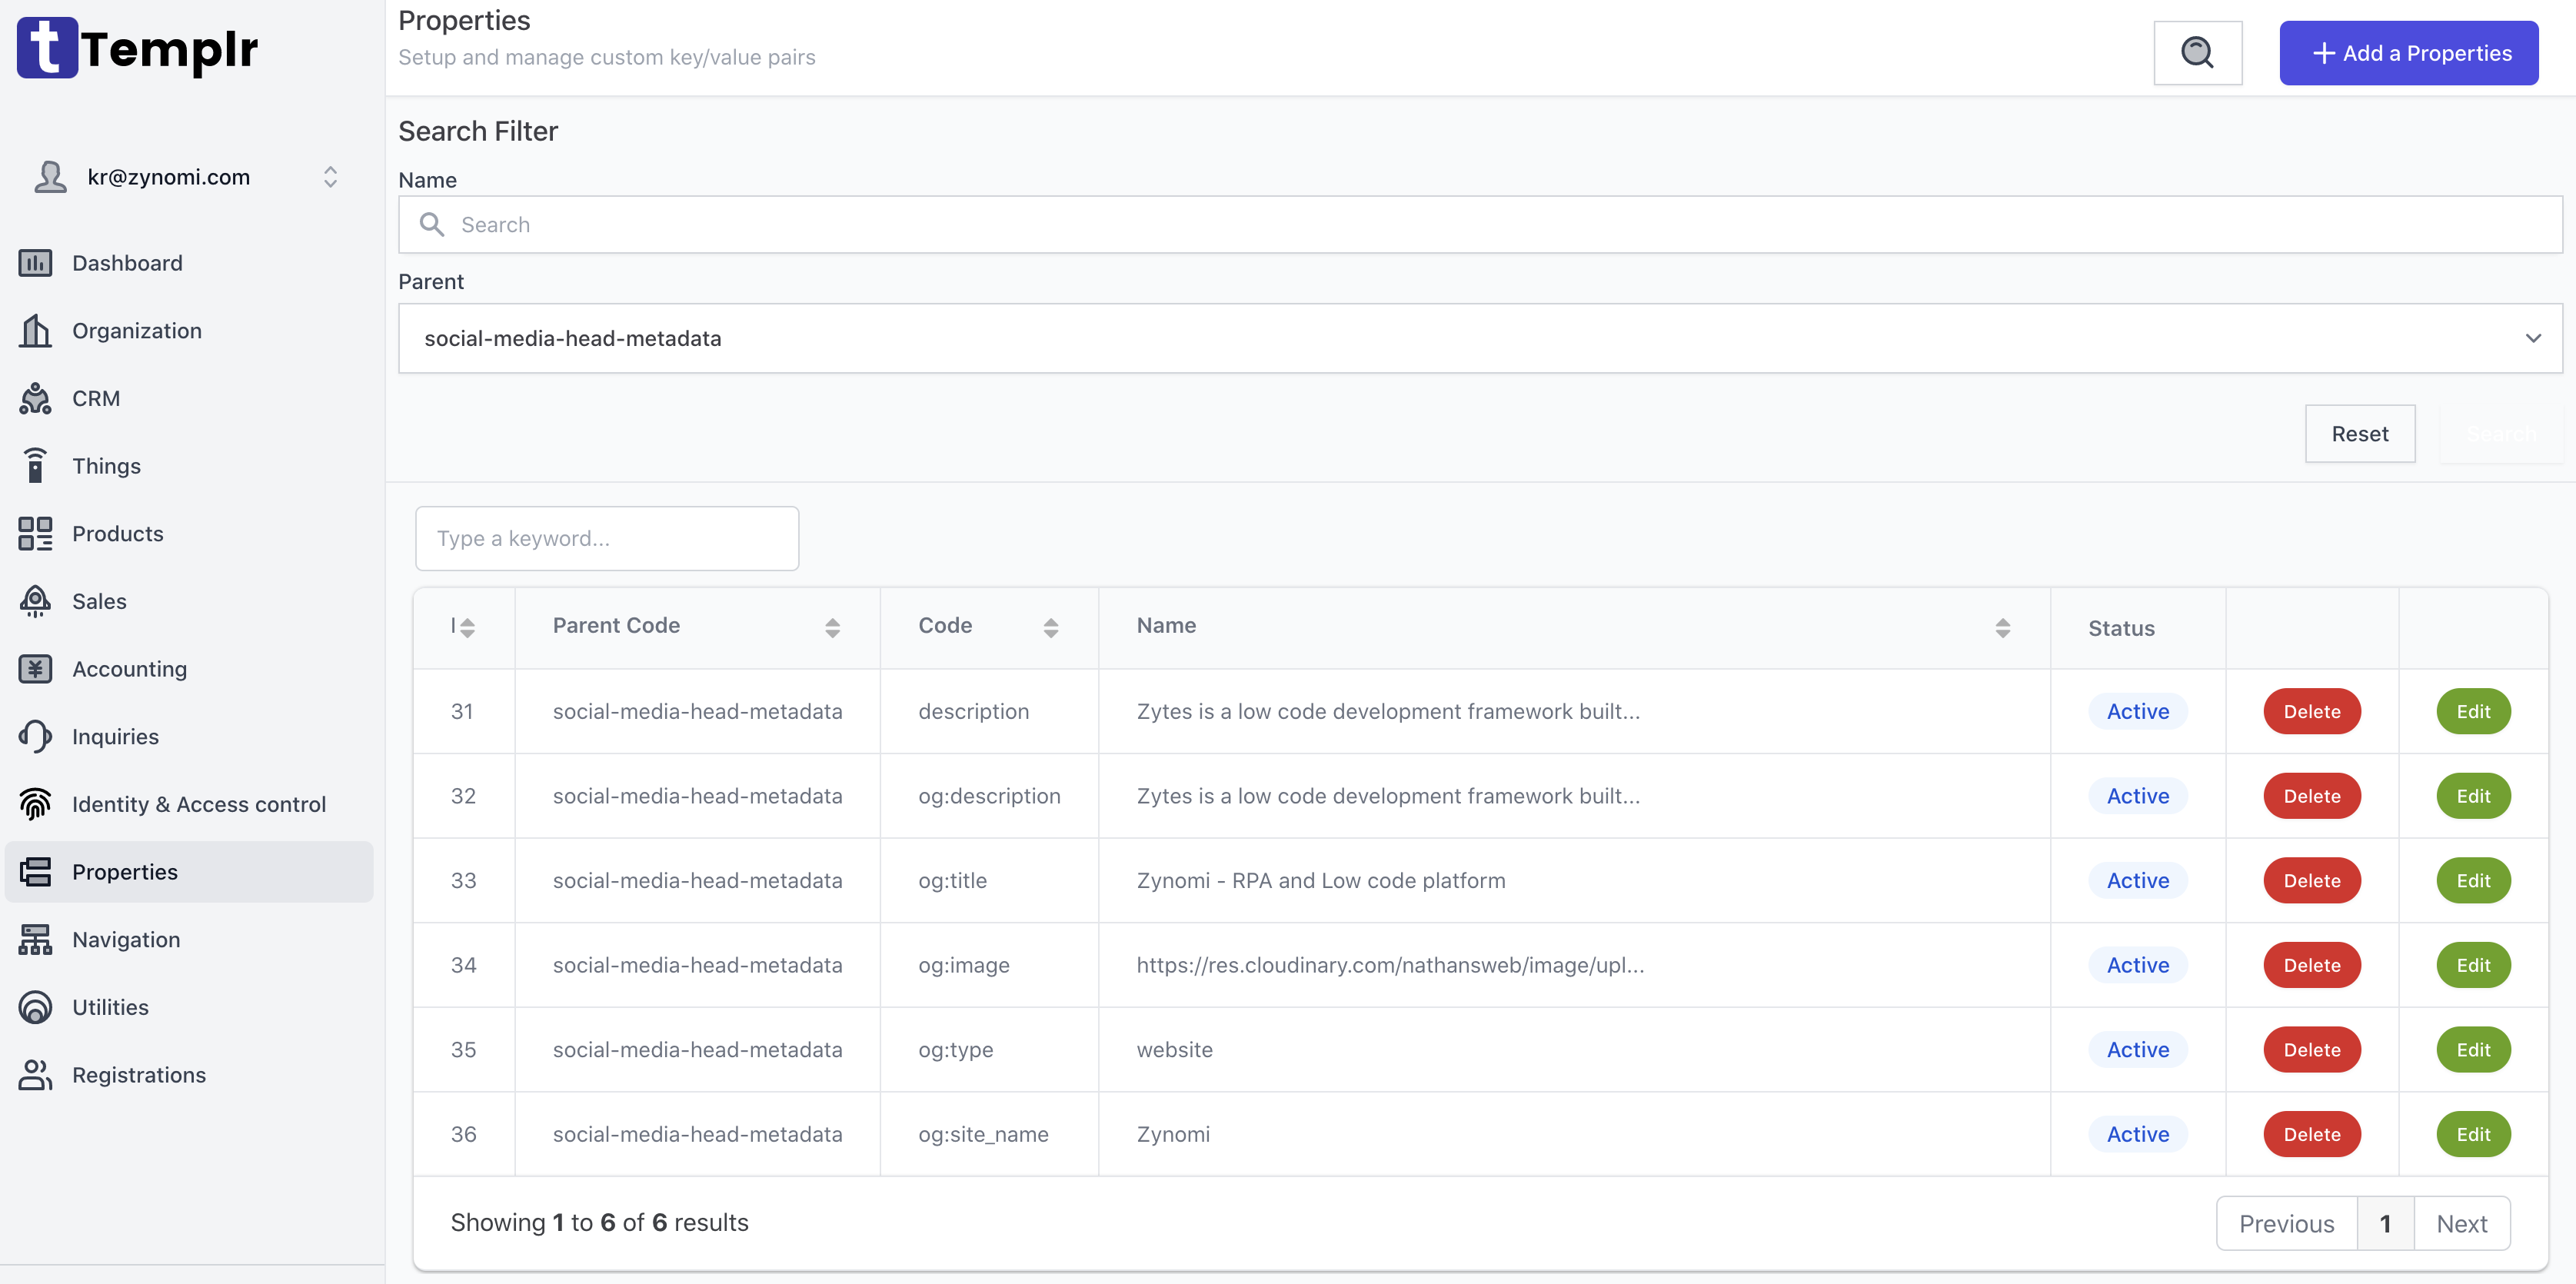 Templr
kr@zynomi.com
Dashboard
Organization
CRM
Things
Products
Sales
Accounting
Inquiries
Identity & Access control
Properties
Navigation
Utilities
Registrations
Properties
Setup and manage custom key/value pairs
Add a Properties
Search Filter
Name
Search
Parent
social-media-head-metadata
Reset
Search
Type a keyword...
I Parent Code Code Name Status
31 social-media-head-metadata description Zytes is a low code development framework built... Active Delete Edit
32 social-media-head-metadata og:description Zytes is a low code development framework built... Active Delete Edit
33 social-media-head-metadata og:title Zynomi - RPA and Low code platform Active Delete Edit
34 social-media-head-metadata og:image https://res.cloudinary.com/nathansweb/image/upl... Active Delete Edit
35 social-media-head-metadata og:type website Active Delete Edit
36 social-media-head-metadata og:site_name Zynomi Active Delete Edit
Showing 1 to 6 of 6 results
Previous 1 Next